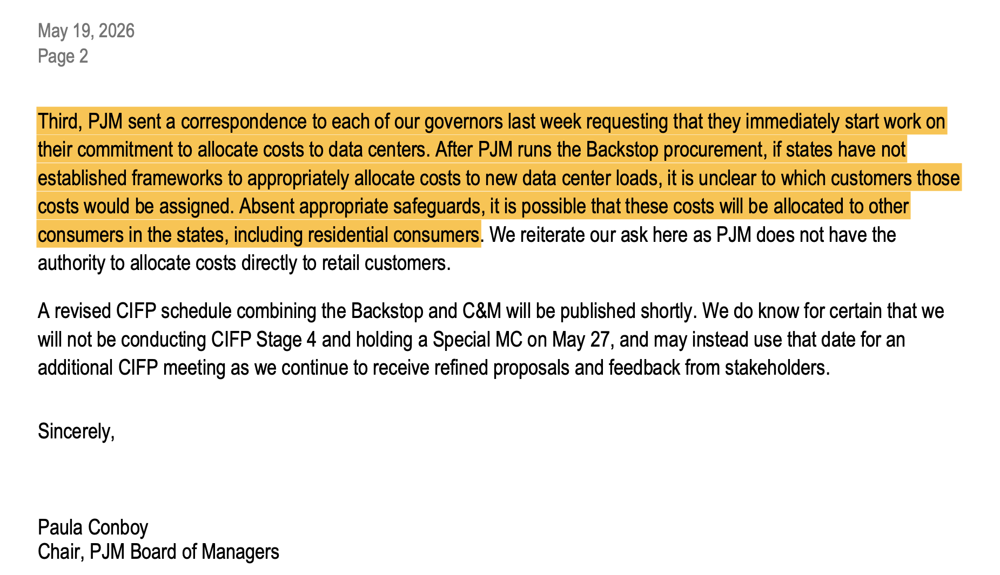 May 19, 2026
Page 2
Third, PJM sent a correspondence to each of our governors last week requesting that they immediately start work on
their commitment to allocate costs to data centers. After PJM runs the Backstop procurement, if states have not
established frameworks to appropriately allocate costs to new data center loads, it is unclear to which customers those
costs would be assigned. Absent appropriate safeguards, it is possible that these costs will be allocated to other
consumers in the states, including residential consumers. We reiterate our ask here as PJM does not have the
authority to allocate costs directly to retail customers.
A revised CIFP schedule combining the Backstop and C&M will be published shortly. We do know for certain that we
will not be conducting CIFP Stage 4 and holding a Special MC on May 27, and may instead use that date for an
additional CIFP meeting as we continue to receive refined proposals and feedback from stakeholders.
Sincerely,
Paula Conboy
Chair, PJM Board of Managers